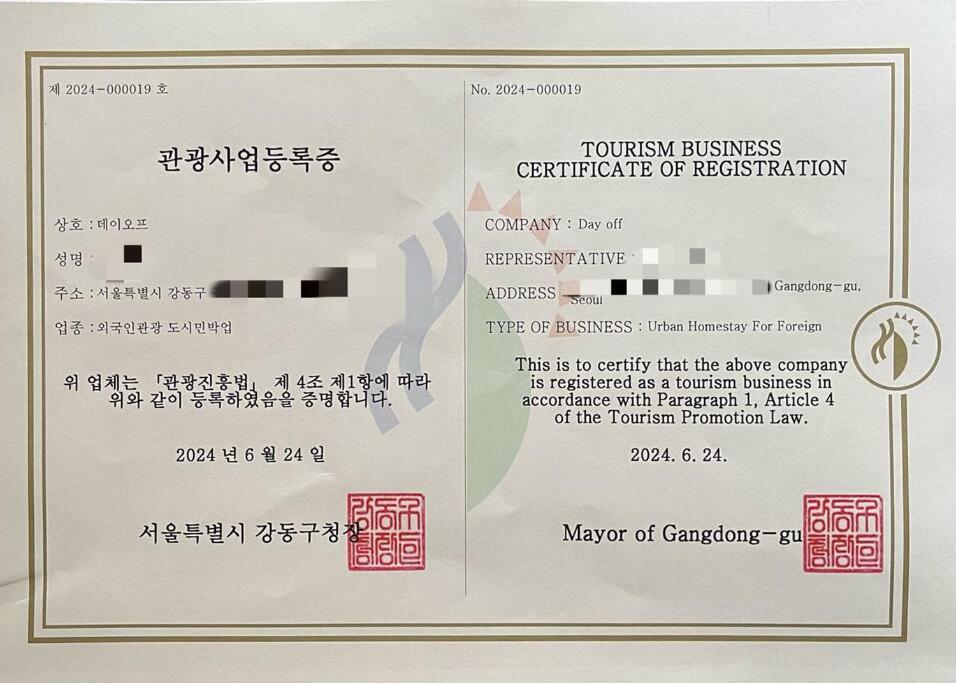 제 2024-000019 호
관광사업등록증
상호 : 데이오프
성명
주소 : 서울특별시 강동구
업종 : 외국인관광 도시민박업
위 업체는 「관광진흥법」 제 4조 제1항에 따라
위와 같이 등록하였음을 증명합니다.
2024 년 6 월 24 일
서울특별시 강동구청장
No. 2024-000019
TOURISM BUSINESS
CERTIFICATE OF REGISTRATION
COMPANY : Day off
REPRESENTATIVE
ADDRESS Gangdong-gu,
Seoul
TYPE OF BUSINESS : Urban Homestay For Foreign
This is to certify that the above company
is registered as a tourism business in
accordance with Paragraph 1, Article 4
of the Tourism Promotion Law.
2024. 6. 24.
Mayor of Gangdong-gu